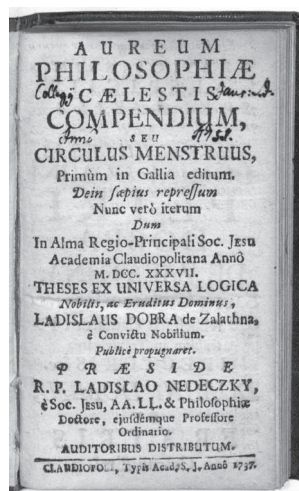 AUREUM
PHILOSOPHIÆ
Collegij CÆLESTIS
COMPENDIUM,
Anno SEU
CIRCULUS MENSTRUUS,
Primùm in Gallia editum.
Dein sæpius repressum
Nunc verò iterum
Dum
In Alma Regio-Principali Soc. JESU
Academia Claudiopolitana Annô
M. DCC. XXXVII.
THESES EX UNIVERSA LOGICA
Nobilis, ac Eruditus Dominus,
LADISLAUS DOBRA de Zalathna,
è Convictu Nobilium.
Publicè propugnaret.
PRÆSIDE
R. P. LADISLAO NEDECZKY,
è Soc. JESU, AA. LL. & Philosophiæ
Doctore, ejusdémque Professore
Ordinario.
AUDITORIBUS DISTRIBUTUM.
CLAUDIOPOLI, Typis Acad. S. J. Annô 1737.